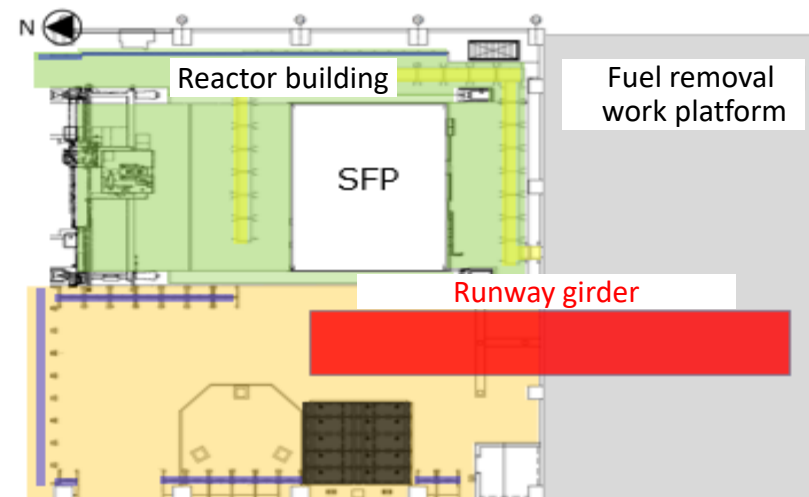 N
Reactor building
Fuel removal
work platform
SFP
Runway girder